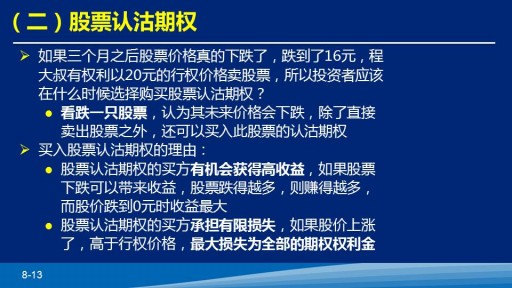 （二）股票认沽期权
如果三个月之后股票价格真的下跌了，跌到了16元，程
大叔有权利以20元的行权价格卖股票，所以投资者应该
在什么时候选择购买股票认沽期权？
看跌一只股票，认为其未来价格会下跌，除了直接
卖出股票之外，还可以买入此股票的认沽期权
买入股票认沽期权的理由：
股票认沽期权的买方有机会获得高收益，如果股票
下跌可以带来收益，股票跌得越多，则赚得越多，
而股价跌到0元时收益最大
股票认沽期权的买方承担有限损失，如果股价上涨
了，高于行权价格，最大损失为全部的期权权利金
8-13